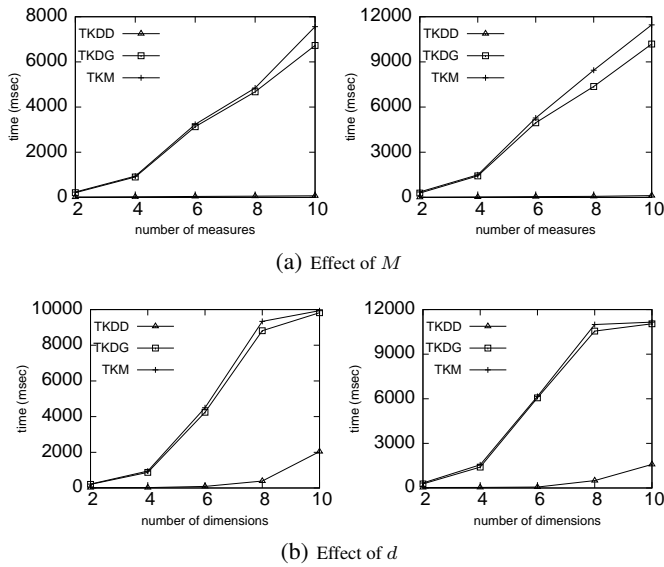 8000
6000
4000
2000
0
time (msec)
TKDD
TKDG
TKM
2 4 6 8 10
number of measures
12000
9000
6000
3000
0
time (msec)
TKDD
TKDG
TKM
2 4 6 8 10
number of measures
(a) Effect of M
10000
8000
6000
4000
2000
0
time (msec)
TKDD
TKDG
TKM
2 4 6 8 10
number of dimensions
12000
9000
6000
3000
0
time (msec)
TKDD
TKDG
TKM
2 4 6 8 10
number of dimensions
(b) Effect of d